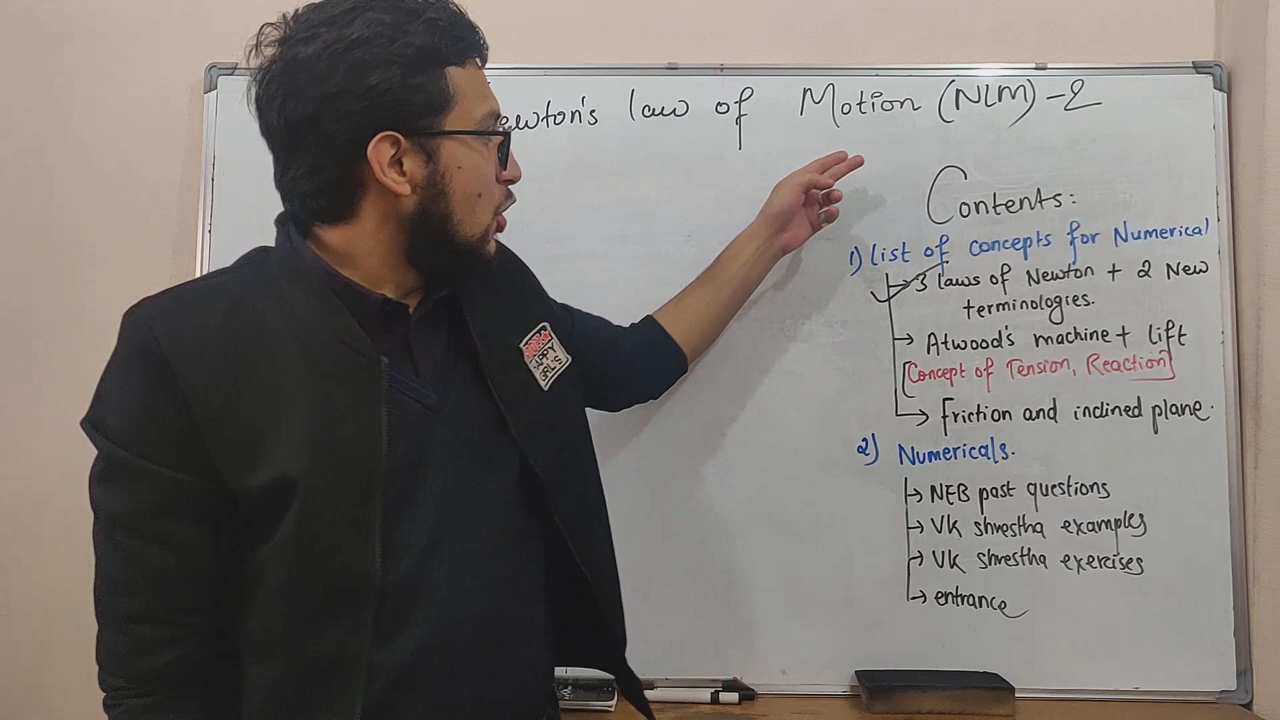 ewton's law of Motion (NLM)-2
Contents:
1) list of concepts for Numerical
→ 3 laws of Newton + 2 New
terminologies.
→ Atwood's machine + lift
[Concept of Tension, Reaction]
→ friction and inclined plane.
2) Numericals.
→ NEB past questions
→ VK shrestha examples
→ VK shrestha exercises
→ entrance
APPY